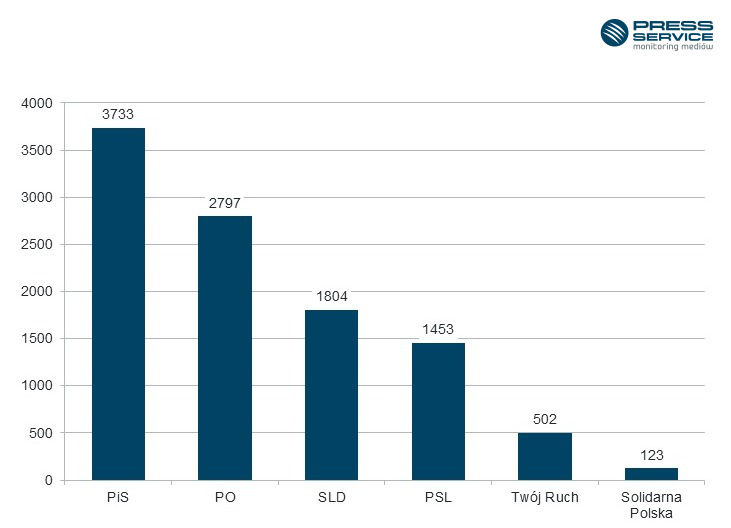 PRESS
SERVICE
monitoring mediów
4000
3500
3000
2500
2000
1500
1000
500
0
3733
2797
1804
1453
502
123
PiS
PO
SLD
PSL
Twój Ruch
Solidarna
Polska